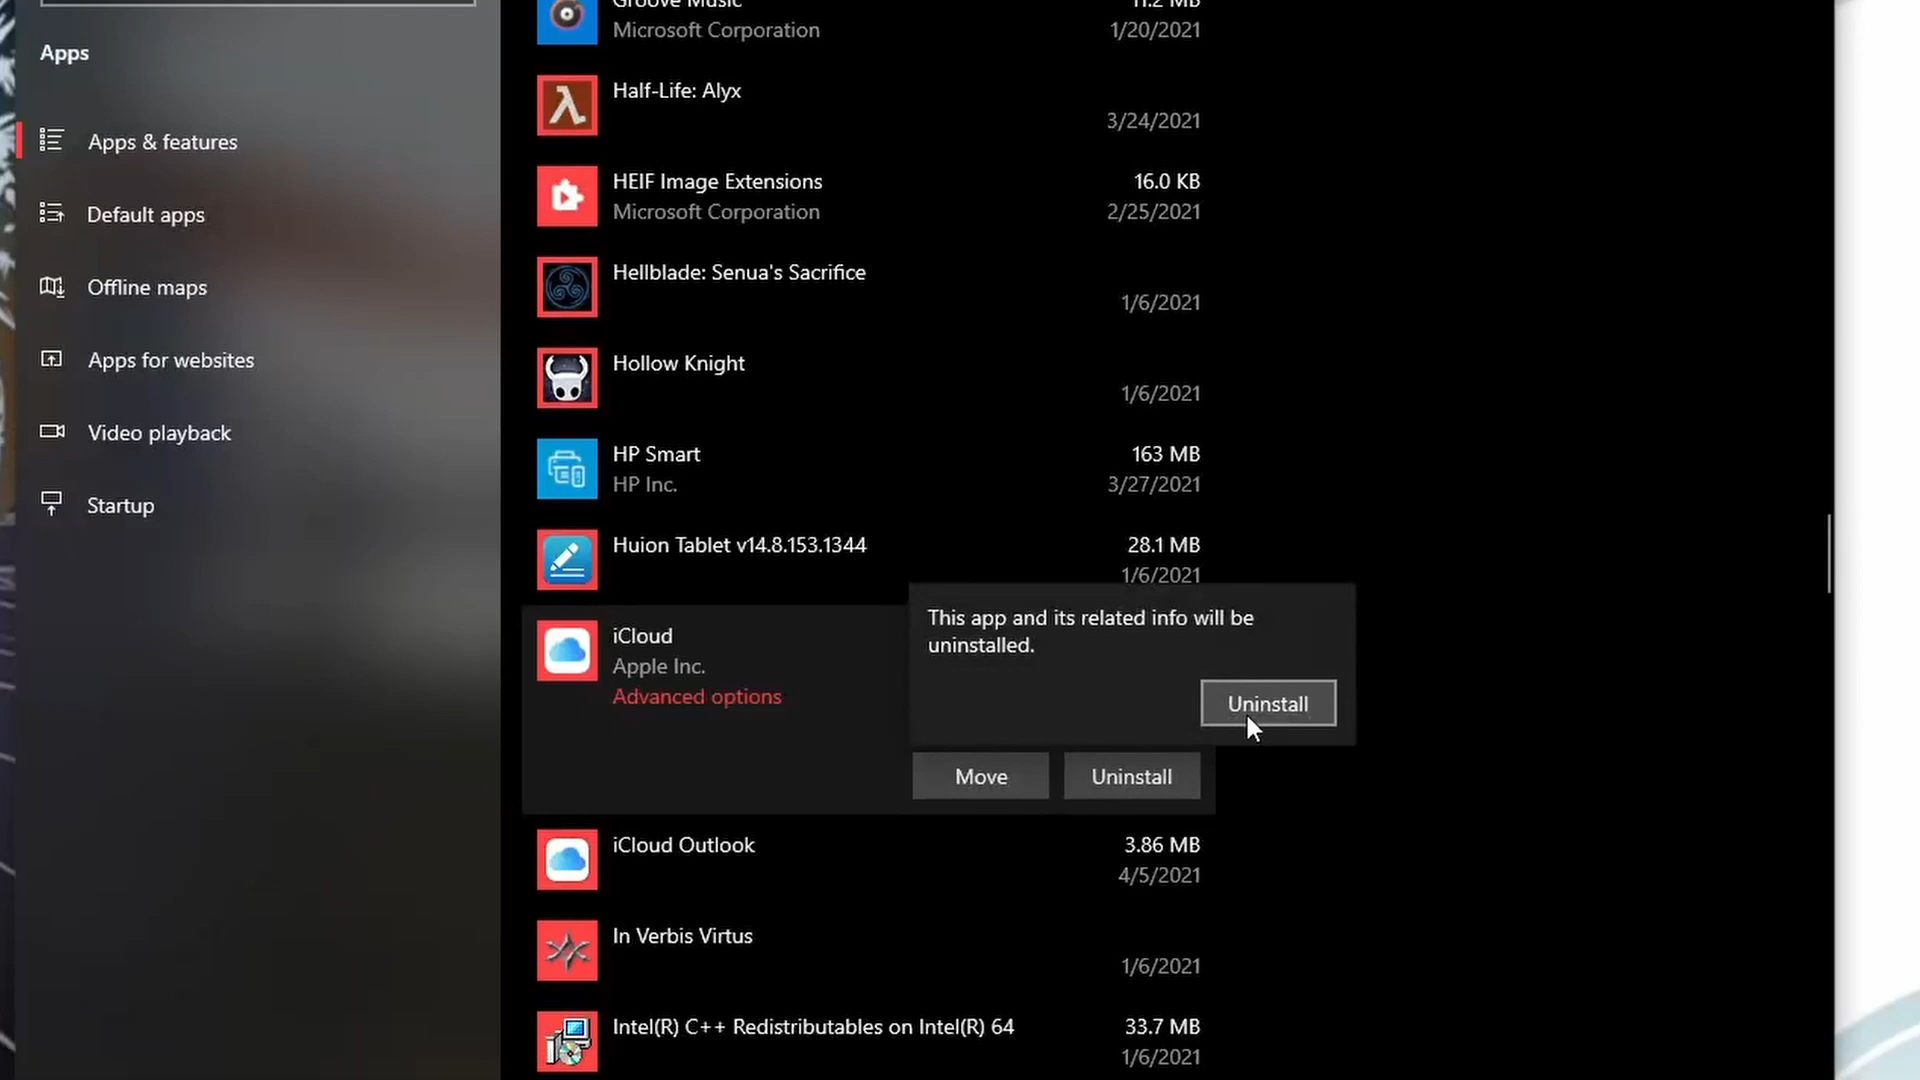 Groove Music
11.2 MB
Microsoft Corporation
1/20/2021
Apps
Apps & features
Default apps
Offline maps
Apps for websites
Video playback
Startup
Half-Life: Alyx
3/24/2021
HEIF Image Extensions
16.0 KB
Microsoft Corporation
2/25/2021
Hellblade: Senua's Sacrifice
1/6/2021
Hollow Knight
1/6/2021
HP Smart
163 MB
HP Inc.
3/27/2021
Huion Tablet v14.8.153.1344
28.1 MB
1/6/2021
iCloud
Apple Inc.
Advanced options
This app and its related info will be
uninstalled.
Uninstall
Move
Uninstall
iCloud Outlook
3.86 MB
4/5/2021
In Verbis Virtus
1/6/2021
Intel(R) C++ Redistributables on Intel(R) 64
33.7 MB
1/6/2021